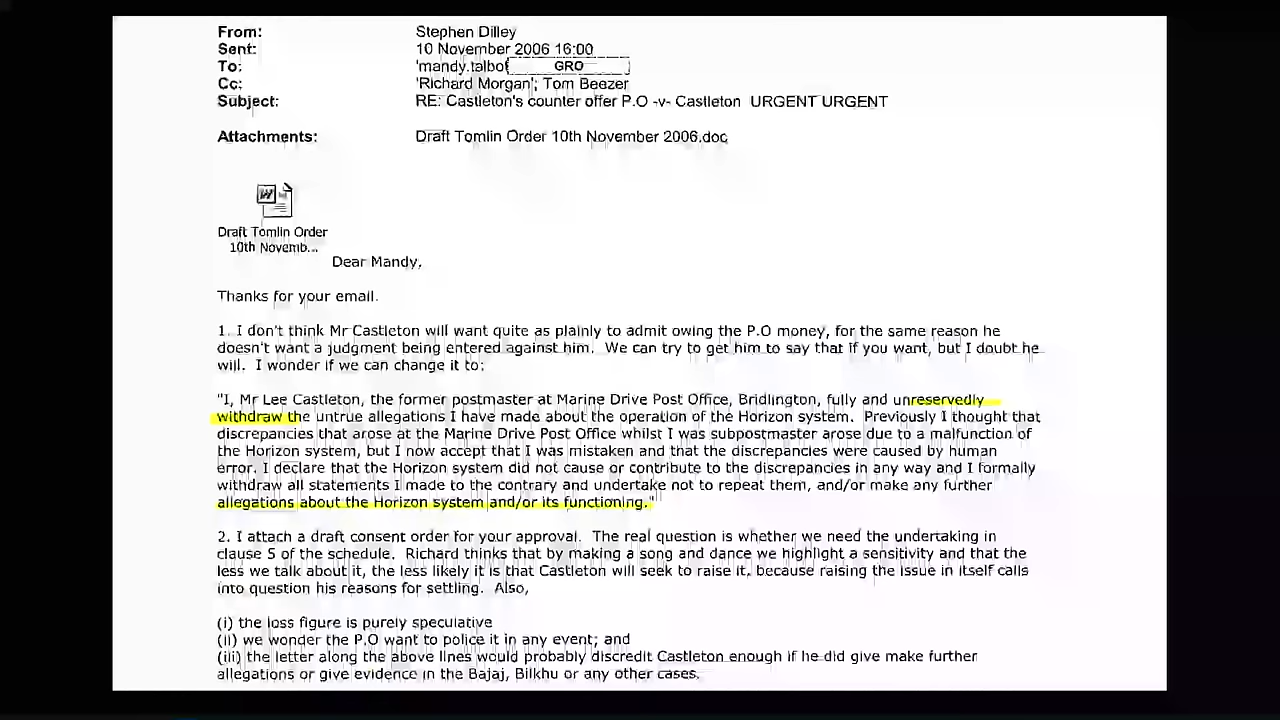 From: Stephen Dilley
Sent: 10 November 2006 16:00
To: 'mandy.talbot GRO
Cc: 'Richard Morgan'; Tom Beezer
Subject: RE: Castleton's counter offer P.O -v- Castleton URGENT URGENT
Attachments: Draft Tomlin Order 10th November 2006.doc
Draft Tomlin Order
10th Novemb...
Dear Mandy,
Thanks for your email.
1. I don't think Mr Castleton will want quite as plainly to admit owing the P.O money, for the same reason he
doesn't want a judgment being entered against him. We can try to get him to say that if you want, but I doubt he
will. I wonder if we can change it to:
"I, Mr Lee Castleton, the former postmaster at Marine Drive Post Office, Bridlington, fully and unreservedly
withdraw the untrue allegations I have made about the operation of the Horizon system. Previously I thought that
discrepancies that arose at the Marine Drive Post Office whilst I was subpostmaster arose due to a malfunction of
the Horizon system, but I now accept that I was mistaken and that the discrepancies were caused by human
error. I declare that the Horizon system did not cause or contribute to the discrepancies in any way and I formally
withdraw all statements I made to the contrary and undertake not to repeat them, and/or make any further
allegations about the Horizon system and/or its functioning."
2. I attach a draft consent order for your approval. The real question is whether we need the undertaking in
clause 5 of the schedule. Richard thinks that by making a song and dance we highlight a sensitivity and that the
less we talk about it, the less likely it is that Castleton will seek to raise it, because raising the issue in itself calls
into question his reasons for settling. Also,
(i) the loss figure is purely speculative
(ii) we wonder the P.O want to police it in any event; and
(iii) the letter along the above lines would probably discredit Castleton enough if he did give make further
allegations or give evidence in the Bajaj, Bilkhu or any other cases.